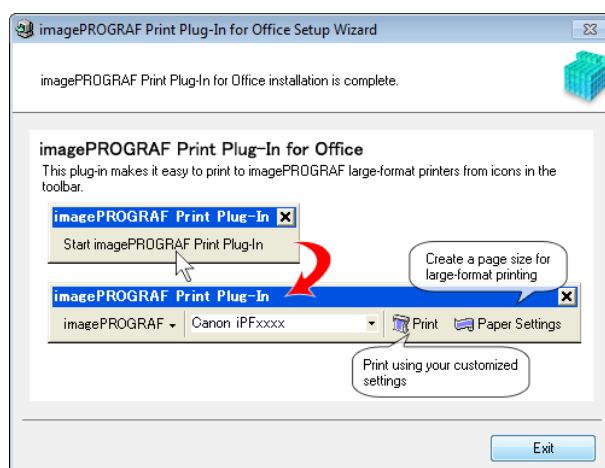 imagePROGRAF Print Plug-In for Office Setup Wizard
imagePROGRAF Print Plug-In for Office installation is complete.
imagePROGRAF Print Plug-In for Office
This plug-in makes it easy to print to imagePROGRAF large-format printers from icons in the
toolbar.
imagePROGRAF Print Plug-In
Start imagePROGRAF Print Plug-In
Create a page size for
large-format printing
imagePROGRAF Print Plug-In
imagePROGRAF Canon iPFxxxx Print Paper Settings
Print using your customized
settings
Exit